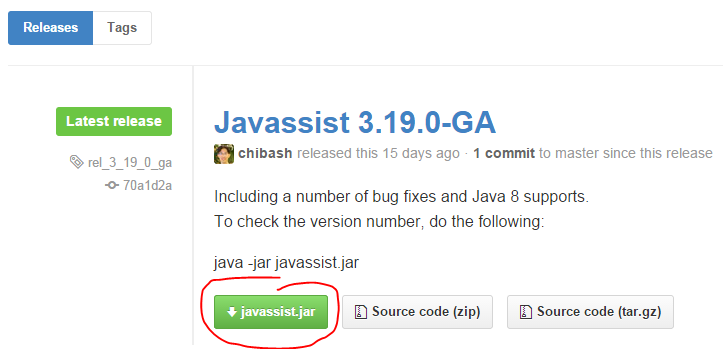 Releases Tags
Latest release
rel_3_19_0_ga
70a1d2a
Javassist 3.19.0-GA
chibash released this 15 days ago · 1 commit to master since this release
Including a number of bug fixes and Java 8 supports.
To check the version number, do the following:
java -jar javassist.jar
javassist.jar Source code (zip) Source code (tar.gz)